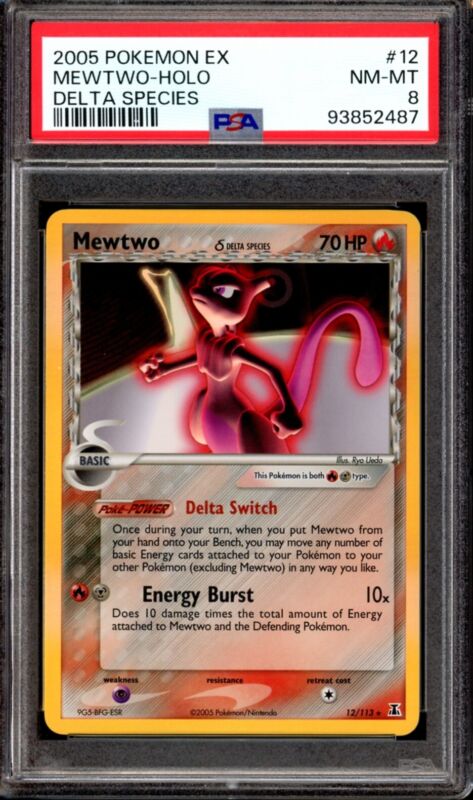 2005 POKEMON EX #12
MEWTWO-HOLO NM-MT
DELTA SPECIES 8
PSA 93852487
Mewtwo δ DELTA SPECIES 70 HP
δ
BASIC
Illus. Ryo Ueda
This Pokémon is both type.
Poké-POWER Delta Switch
Once during your turn, when you put Mewtwo from
your hand onto your Bench, you may move any number of
basic Energy cards attached to your Pokémon to your
other Pokémon (excluding Mewtwo) in any way you like.
Energy Burst 10x
Does 10 damage times the total amount of Energy
attached to Mewtwo and the Defending Pokémon.
weakness resistance retreat cost
9G5-BFG-ESR ©2005 Pokémon/Nintendo 12/113 ★
PSA